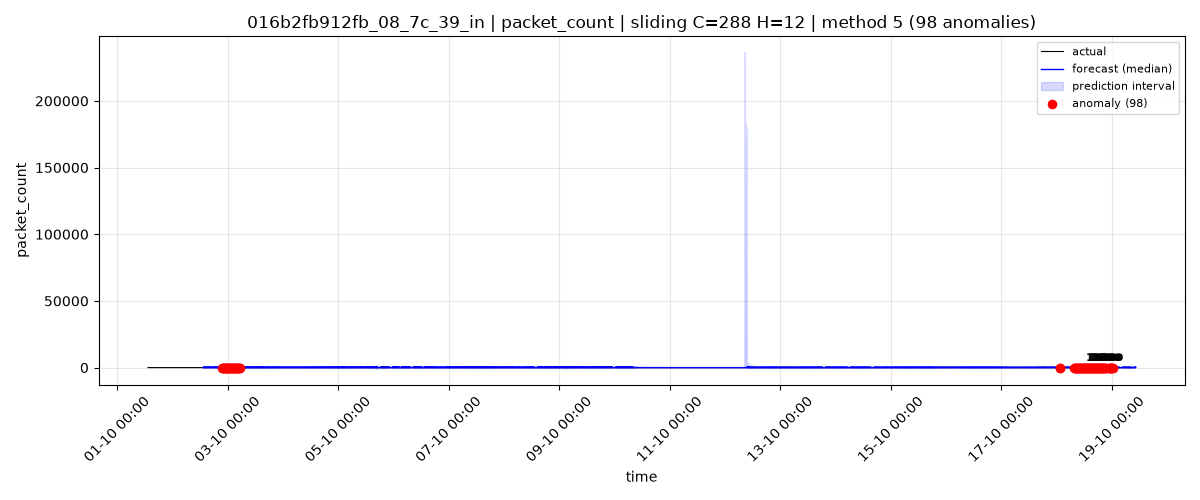 016b2fb912fb_08_7c_39_in | packet_count | sliding C=288 H=12 | method 5 (98 anomalies)
actual
forecast (median)
prediction interval
anomaly (98)
packet_count
200000
150000
100000
50000
0
01-10 00:00
03-10 00:00
05-10 00:00
07-10 00:00
09-10 00:00
11-10 00:00
13-10 00:00
15-10 00:00
17-10 00:00
19-10 00:00
time